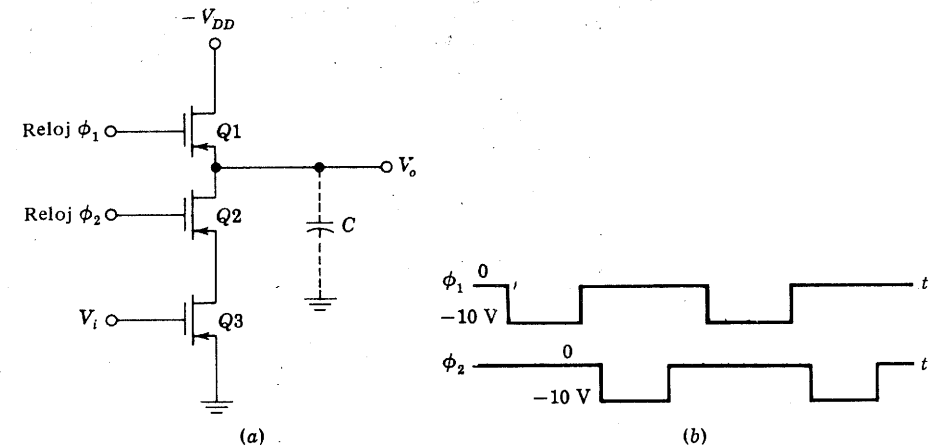 −V_DD
Reloj ϕ₁
Q1
V_o
Reloj ϕ₂
Q2
C
V_i
Q3
(a)
ϕ₁
0
t
−10 V
ϕ₂
0
t
−10 V
(b)